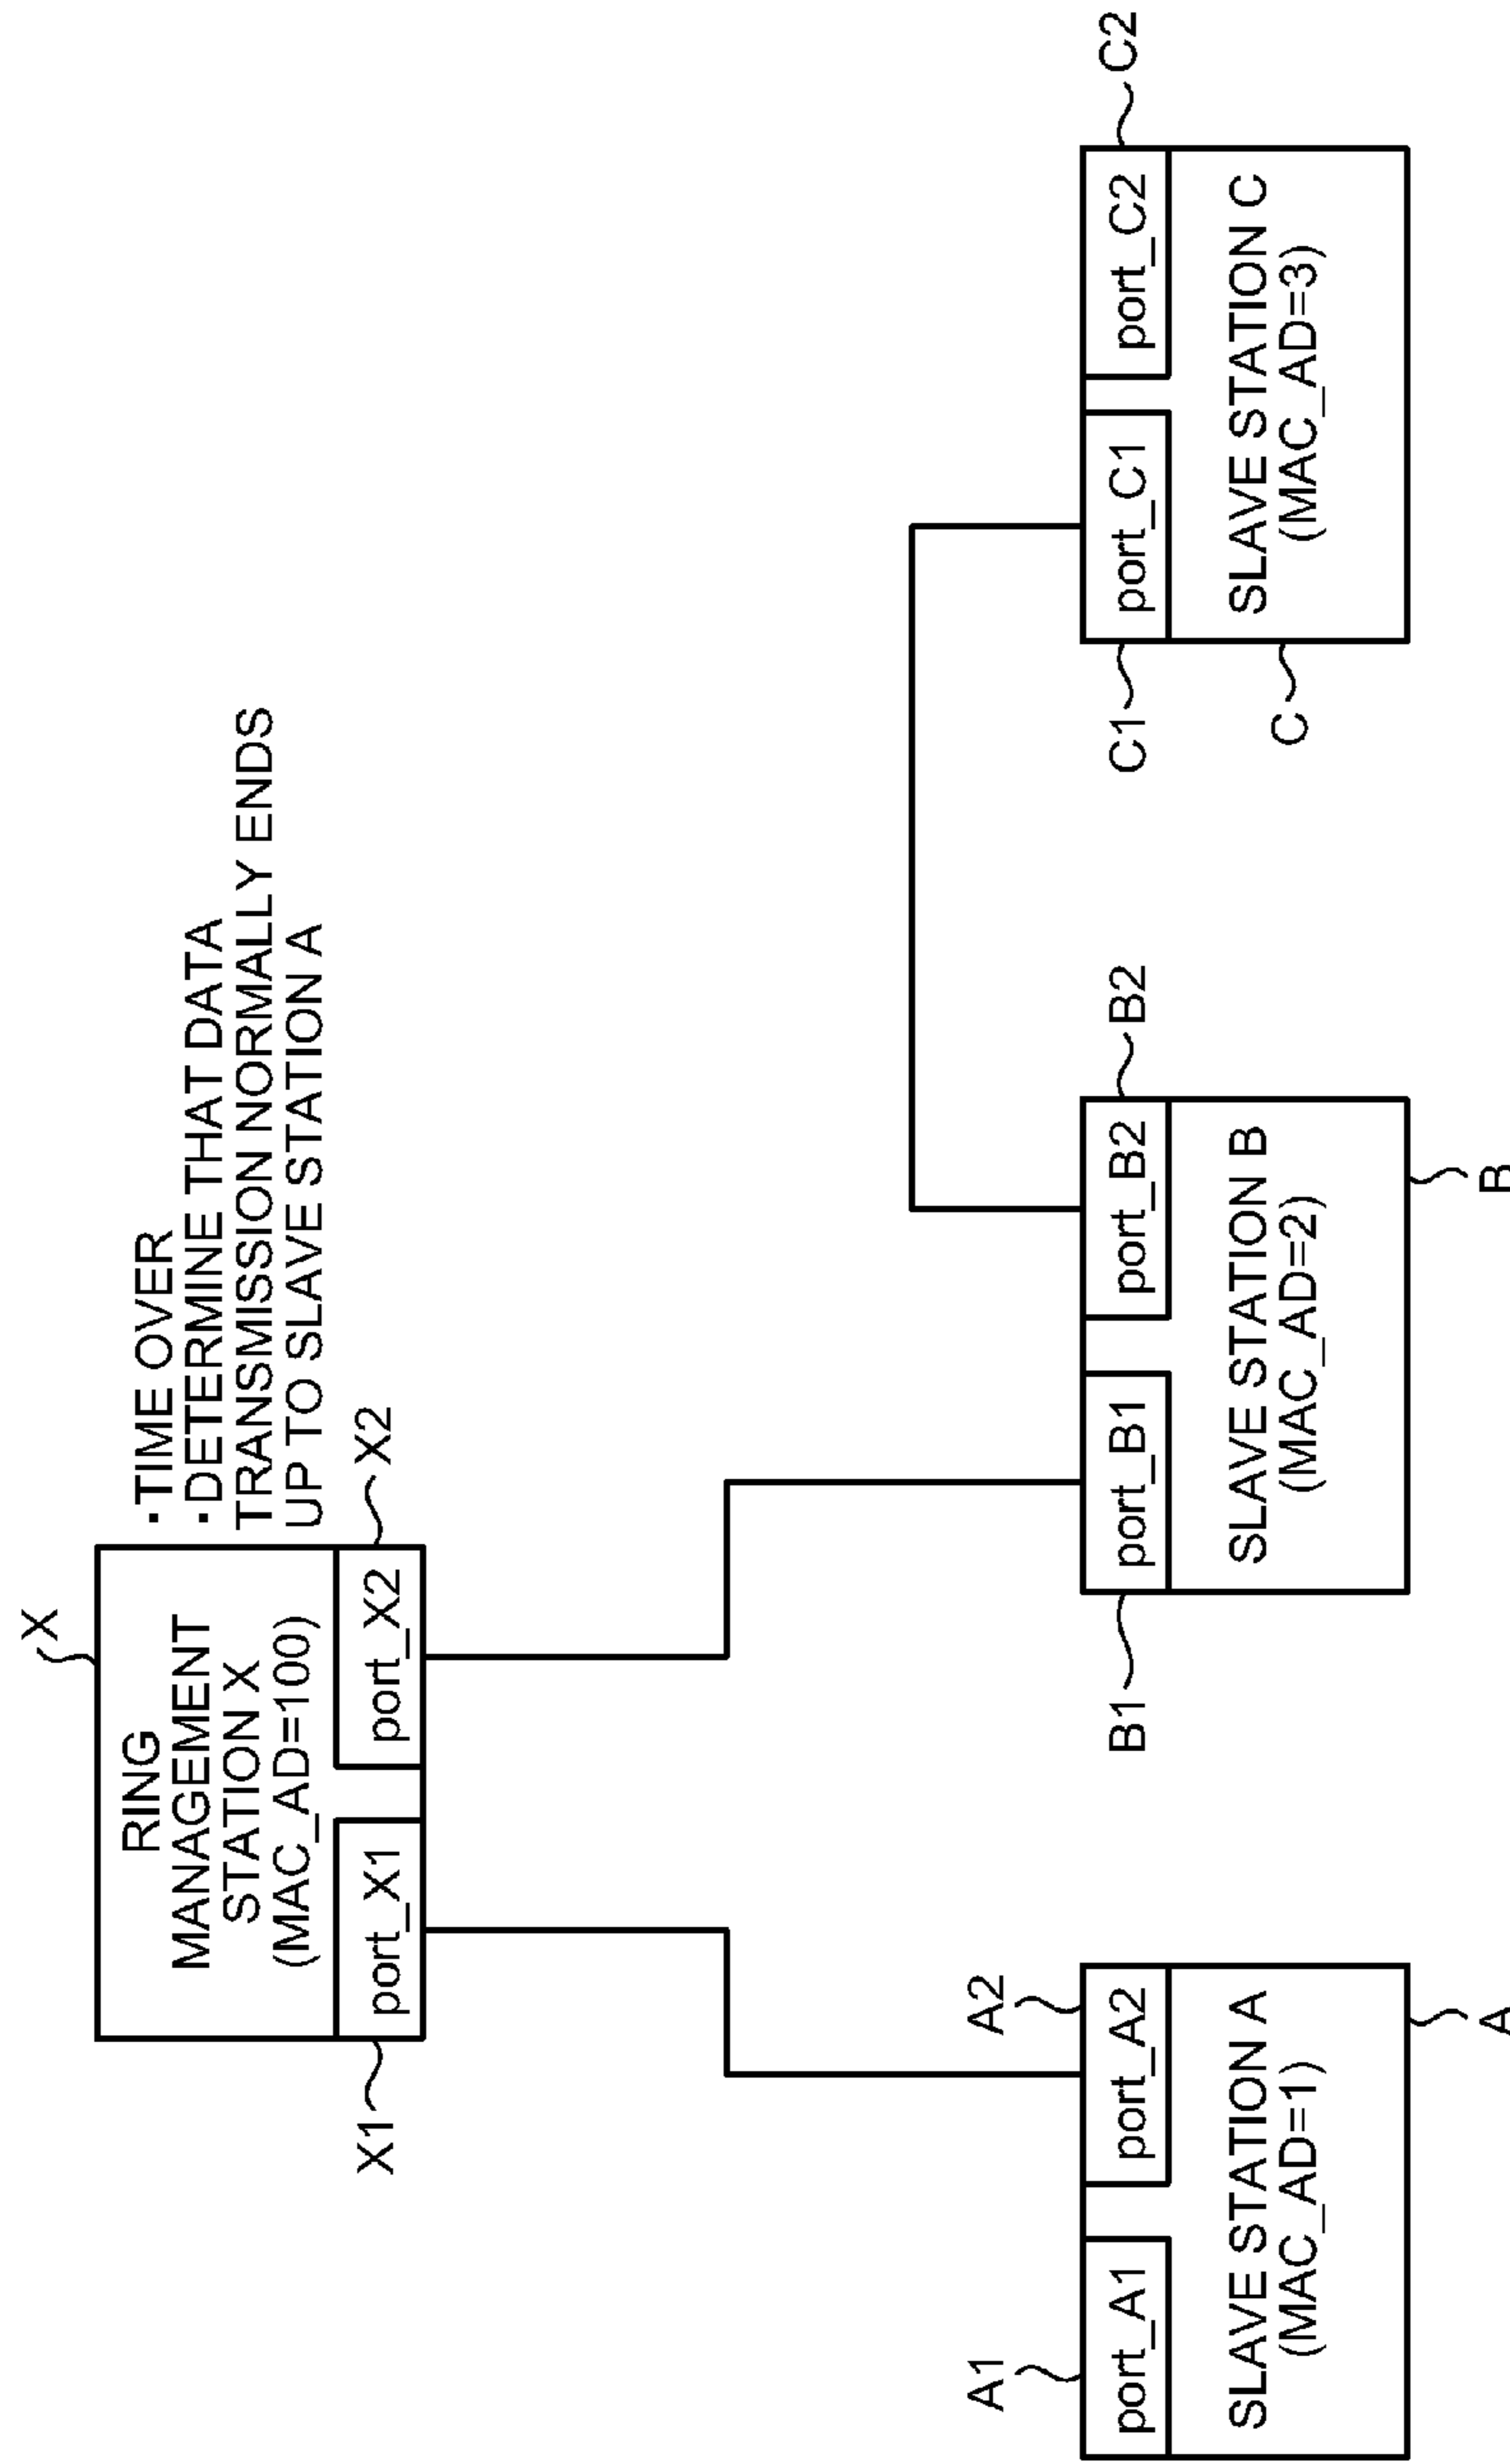 X
RING
MANAGEMENT
STATION X
(MAC_AD=100)
port_X1
port_X2
X1
X2
·TIME OVER
·DETERMINE THAT DATA
TRANSMISSION NORMALLY ENDS
UP TO SLAVE STATION A
A1
A2
port_A1
port_A2
SLAVE STATION A
(MAC_AD=1)
A
B1
B2
port_B1
port_B2
SLAVE STATION B
(MAC_AD=2)
B
C1
C2
port_C1
port_C2
SLAVE STATION C
(MAC_AD=3)
C